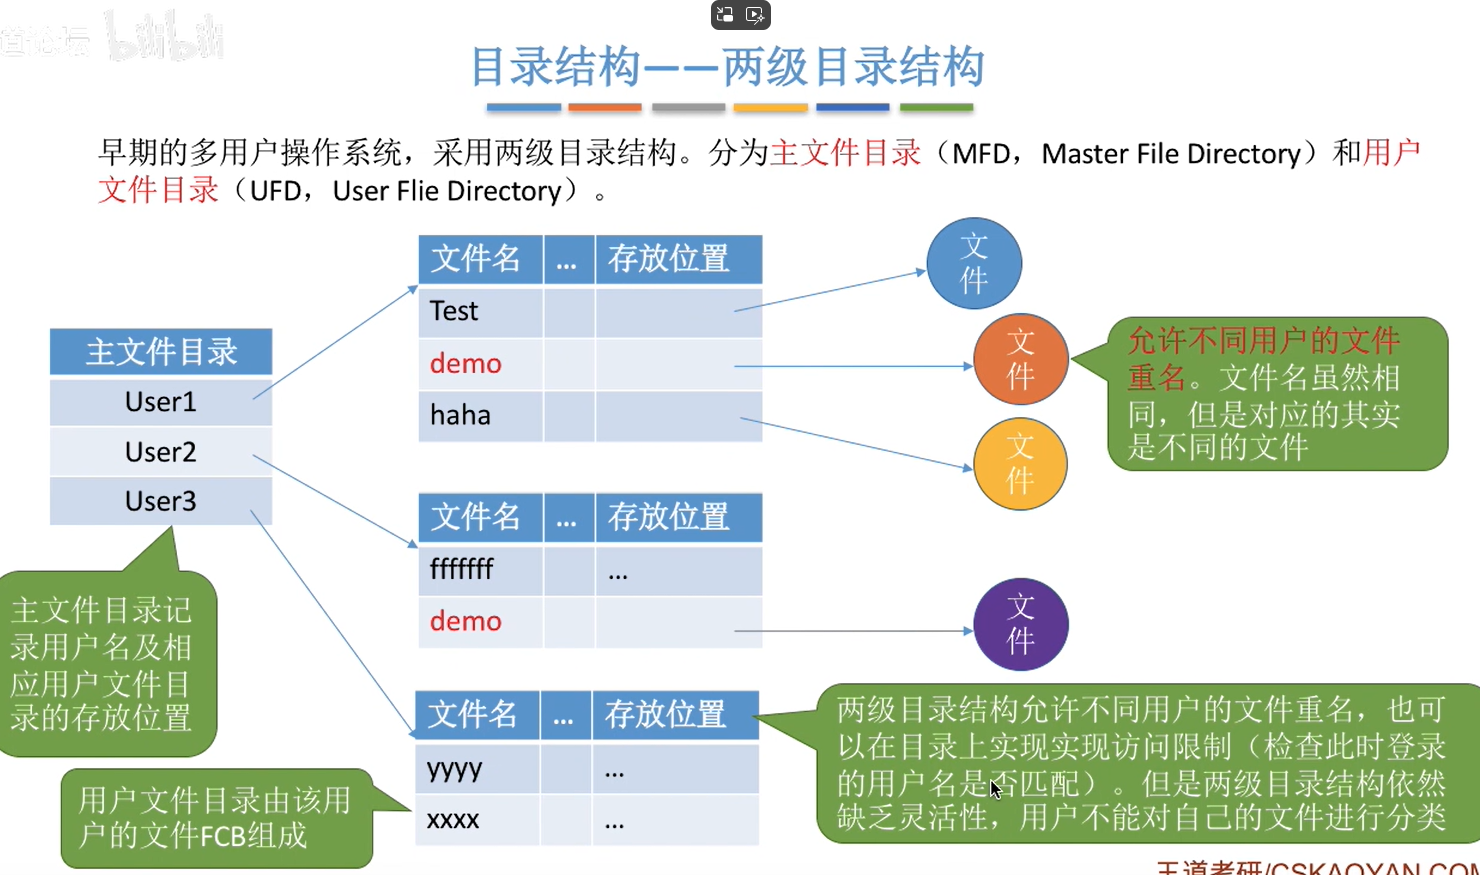 首论坛 bilibili
目录结构——两级目录结构
早期的多用户操作系统，采用两级目录结构。分为主文件目录（MFD，Master File Directory）和用户
文件目录（UFD，User Flie Directory）。
主文件目录
User1
User2
User3
文件名 ... 存放位置
Test
demo
haha
文
件
文
件
文
件
允许不同用户的文件
重名。文件名虽然相
同，但是对应的其实
是不同的文件
文件名 ... 存放位置
fffffff ...
demo
文
件
主文件目录记
录用户名及相
应用户文件目
录的存放位置
文件名 ... 存放位置
yyyy ...
xxxx ...
用户文件目录由该用
户的文件FCB组成
两级目录结构允许不同用户的文件重名，也可
以在目录上实现实现访问限制（检查此时登录
的用户名是否匹配）。但是两级目录结构依然
缺乏灵活性，用户不能对自己的文件进行分类
王道考研/CSKAOYAN.COM